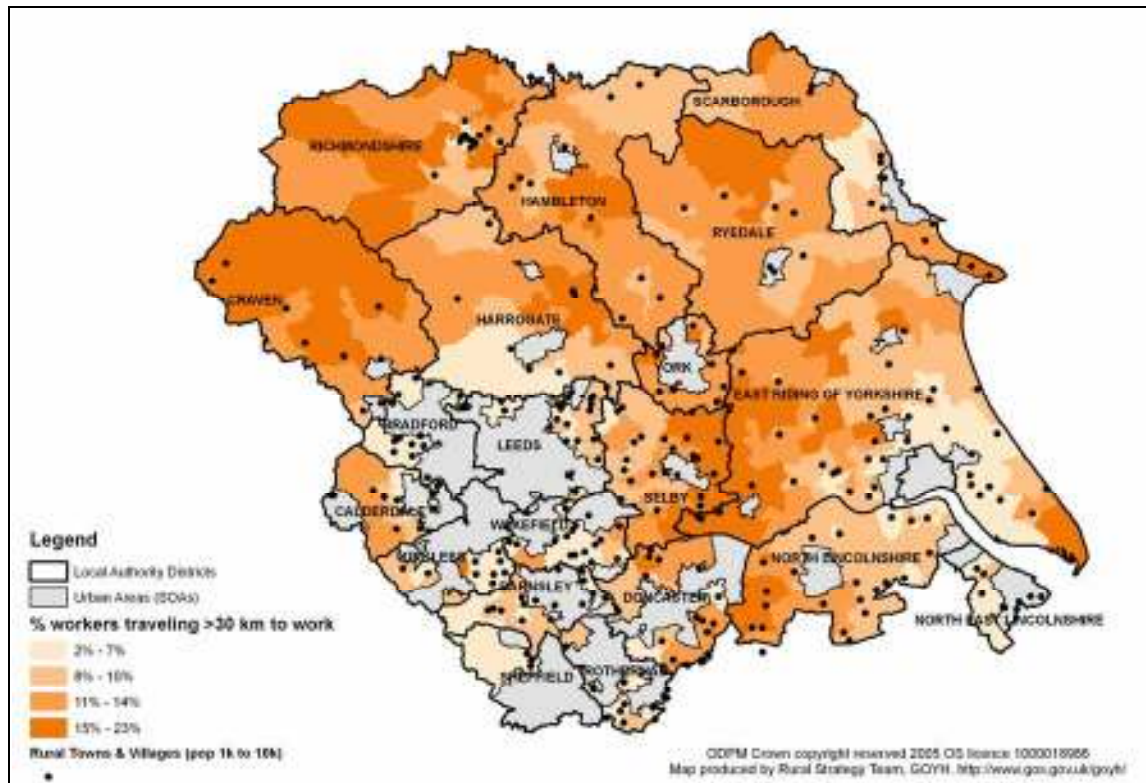 SCARBOROUGH
RICHMONDSHIRE
HAMBLETON
RYEDALE
CRAVEN
HARROGATE
YORK
EAST RIDING OF YORKSHIRE
BRADFORD
LEEDS
SELBY
CALDERDALE
WAKEFIELD
KIRKLEES
NORTH LINCOLNSHIRE
BARNSLEY
DONCASTER
NORTH EAST LINCOLNSHIRE
ROTHERHAM
SHEFFIELD
Legend
Local Authority Districts
Urban Areas (SOAs)
% workers traveling >30 km to work
2% - 7%
8% - 10%
11% - 14%
15% - 23%
Rural Towns & Villages (pop 1k to 10k)
ODPM Crown copyright reserved 2005 OS licence 1000018986
Map produced by Rural Strategy Team, GOYH. http://www.gos.gov.uk/goyh/